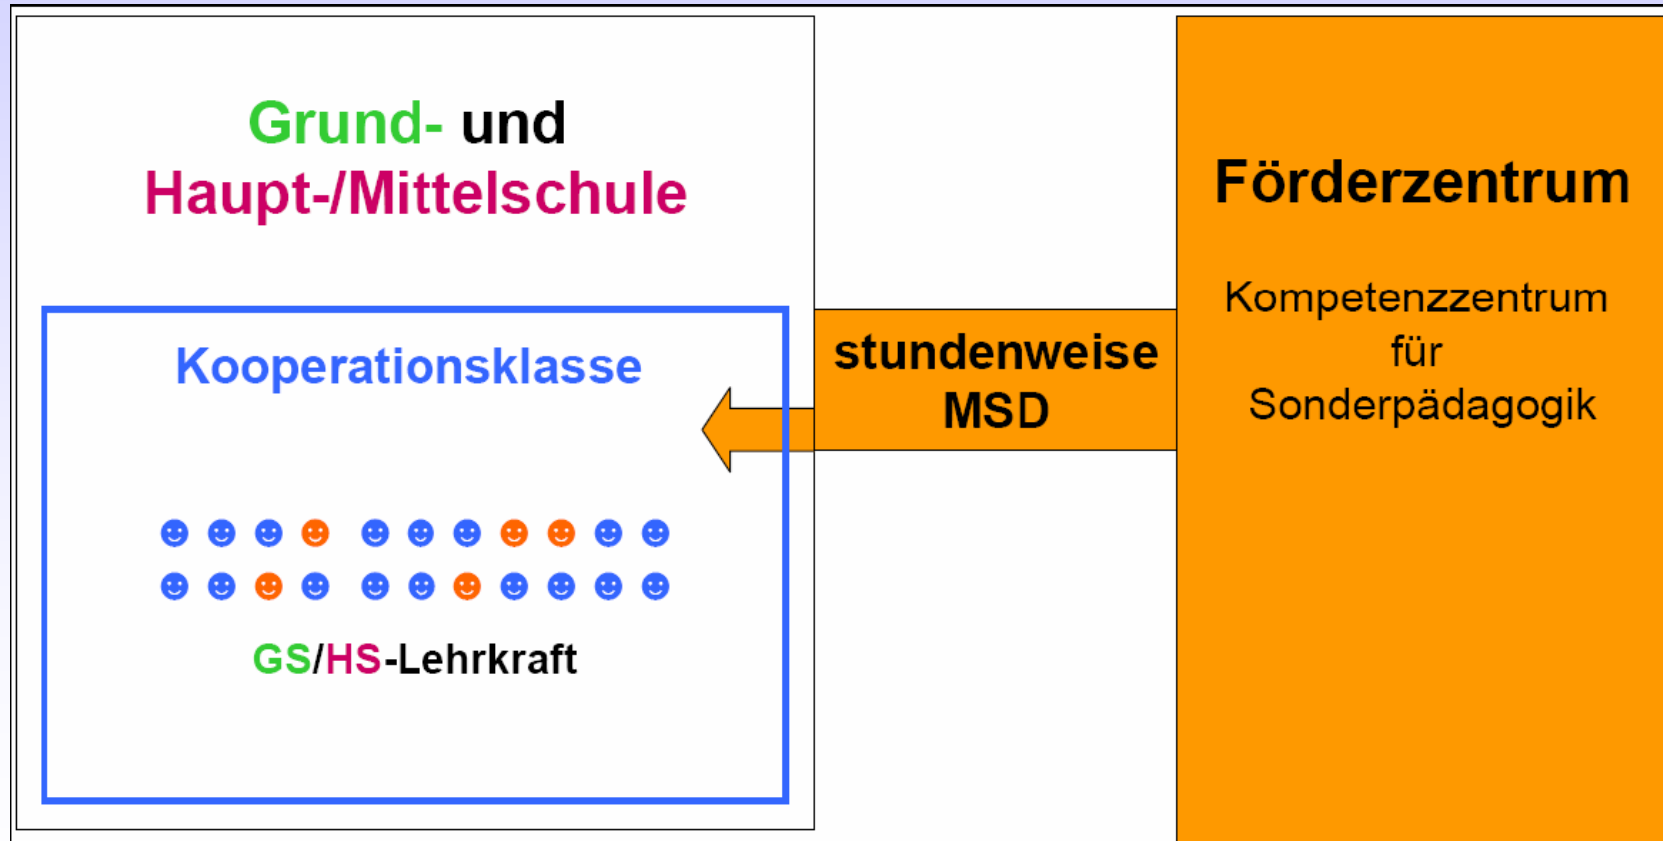 Grund- und
Haupt-/Mittelschule
Kooperationsklasse
GS/HS-Lehrkraft
stundenweise
MSD
Förderzentrum
Kompetenzzentrum
für
Sonderpädagogik